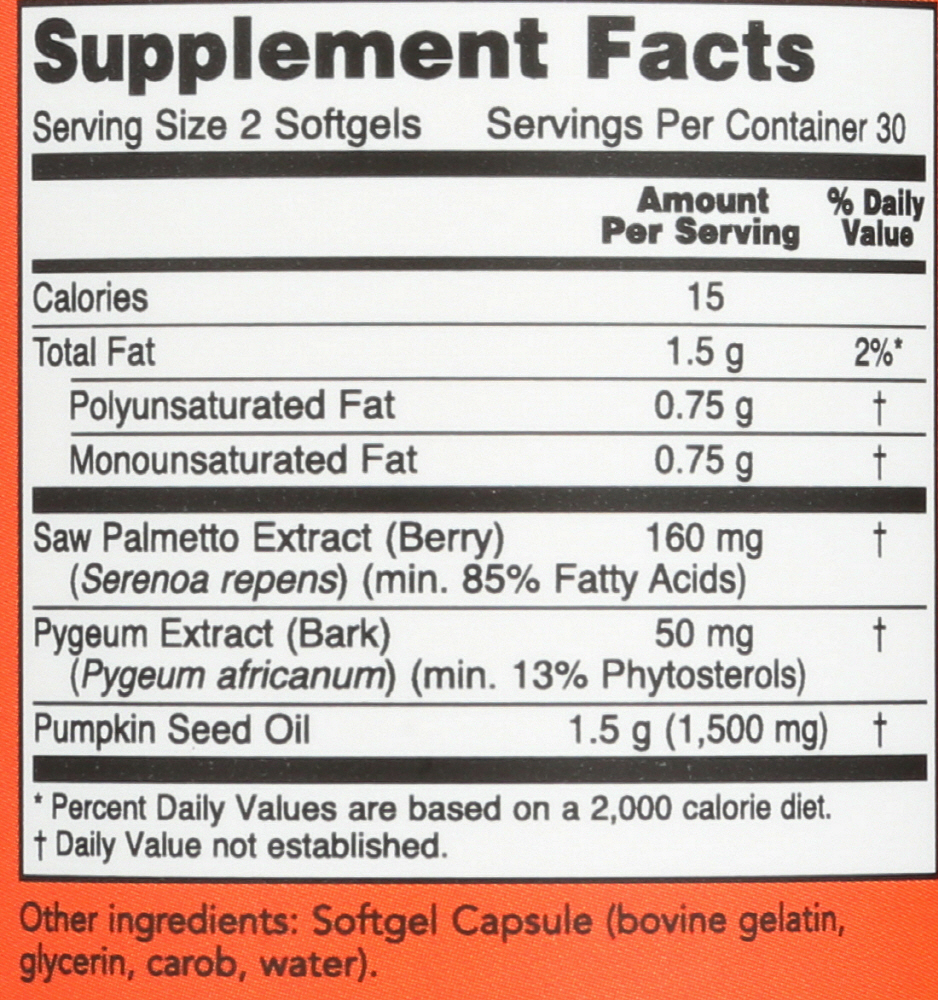 Supplement Facts
Serving Size 2 Softgels Servings Per Container 30
Amount Per Serving % Daily Value
Calories 15
Total Fat 1.5 g 2%*
Polyunsaturated Fat 0.75 g †
Monounsaturated Fat 0.75 g †
Saw Palmetto Extract (Berry) 160 mg †
(Serenoa repens) (min. 85% Fatty Acids)
Pygeum Extract (Bark) 50 mg †
(Pygeum africanum) (min. 13% Phytosterols)
Pumpkin Seed Oil 1.5 g (1,500 mg) †
* Percent Daily Values are based on a 2,000 calorie diet.
† Daily Value not established.
Other ingredients: Softgel Capsule (bovine gelatin,
glycerin, carob, water).